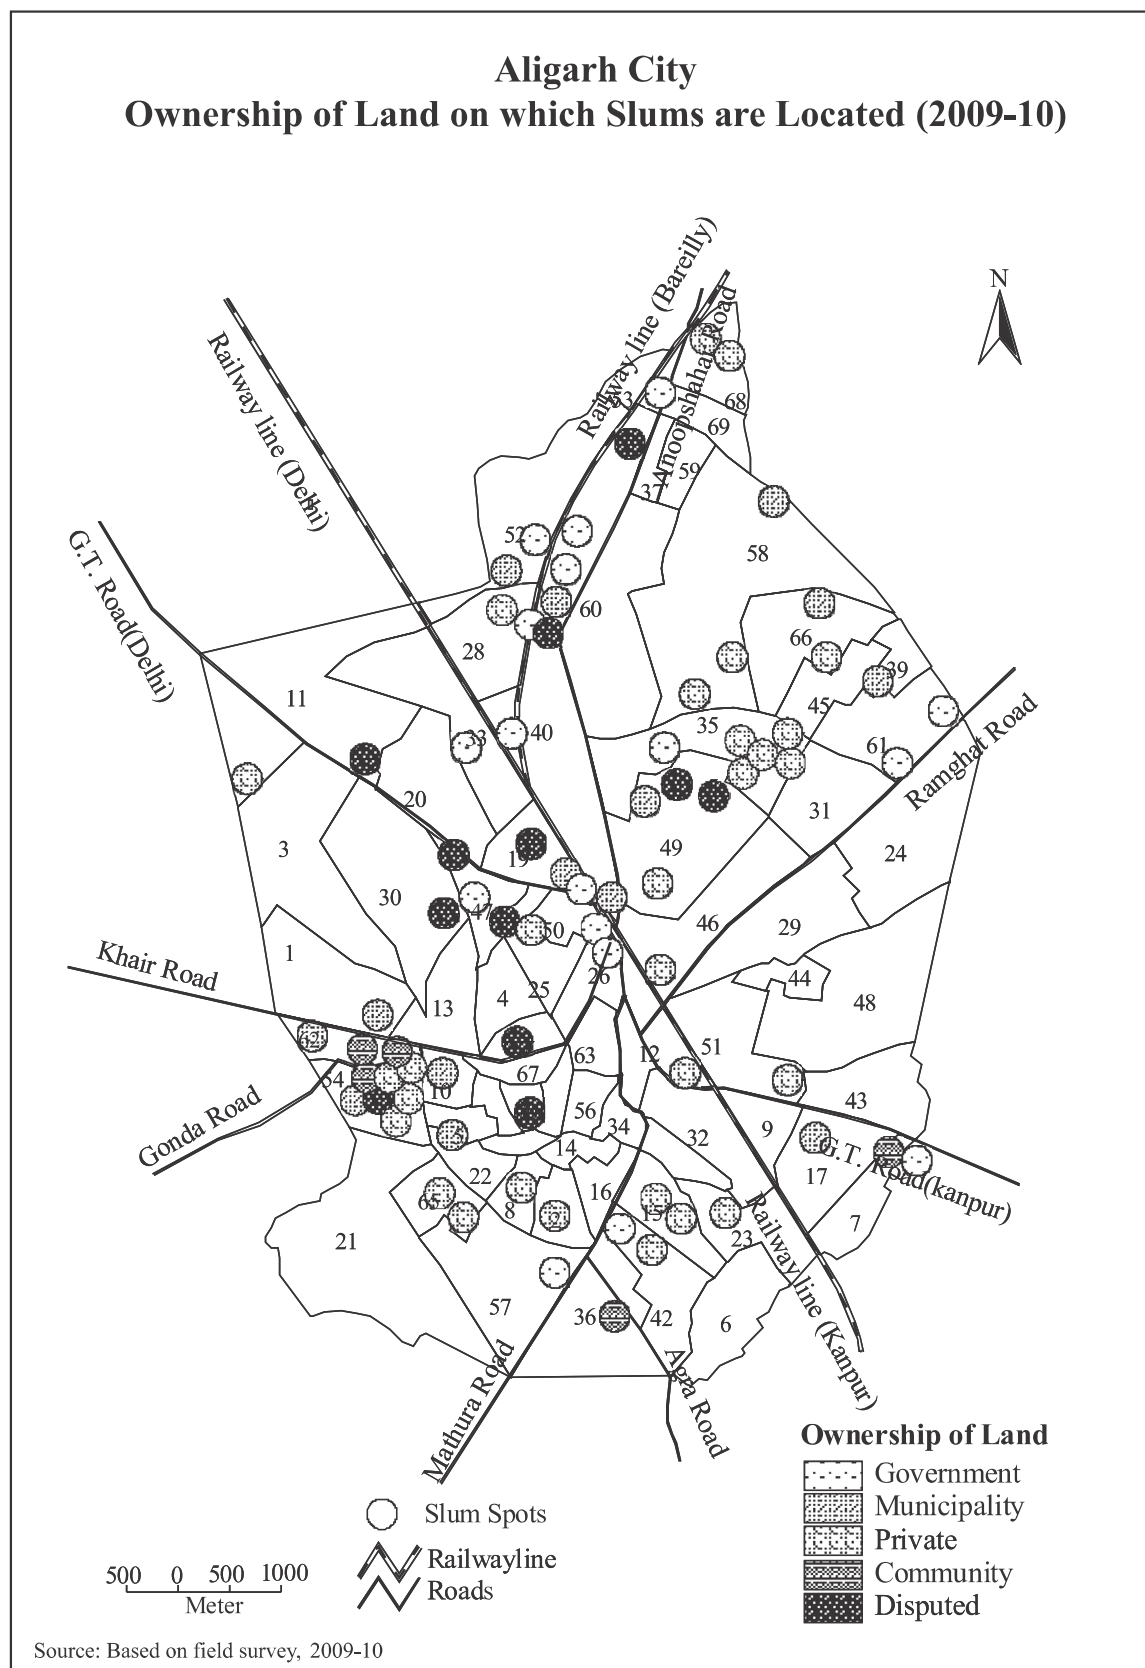 Aligarh City
Ownership of Land on which Slums are Located (2009-10)
N
Railway line (Bareilly)
Anoopshahar Road
Railway line (Delhi)
G.T. Road(Delhi)
53
68
69
59
37
52
58
60
66
28
39
11
45
33
40
35
61
Ramghat Road
20
31
3
19
49
24
30
47
50
46
29
1
Khair Road
26
44
4
25
13
48
62
63
12
51
54
67
10
43
Gonda Road
56
34
9
5
32
14
G.T. Road(kanpur)
22
17
16
65
8
2
15
7
23
21
57
36
42
6
Railway line (Kanpur)
Mathura Road
Agra Road
Ownership of Land
Government
Municipality
Private
Community
Disputed
Slum Spots
Railwayline
Roads
500 0 500 1000
Meter
Source: Based on field survey, 2009-10